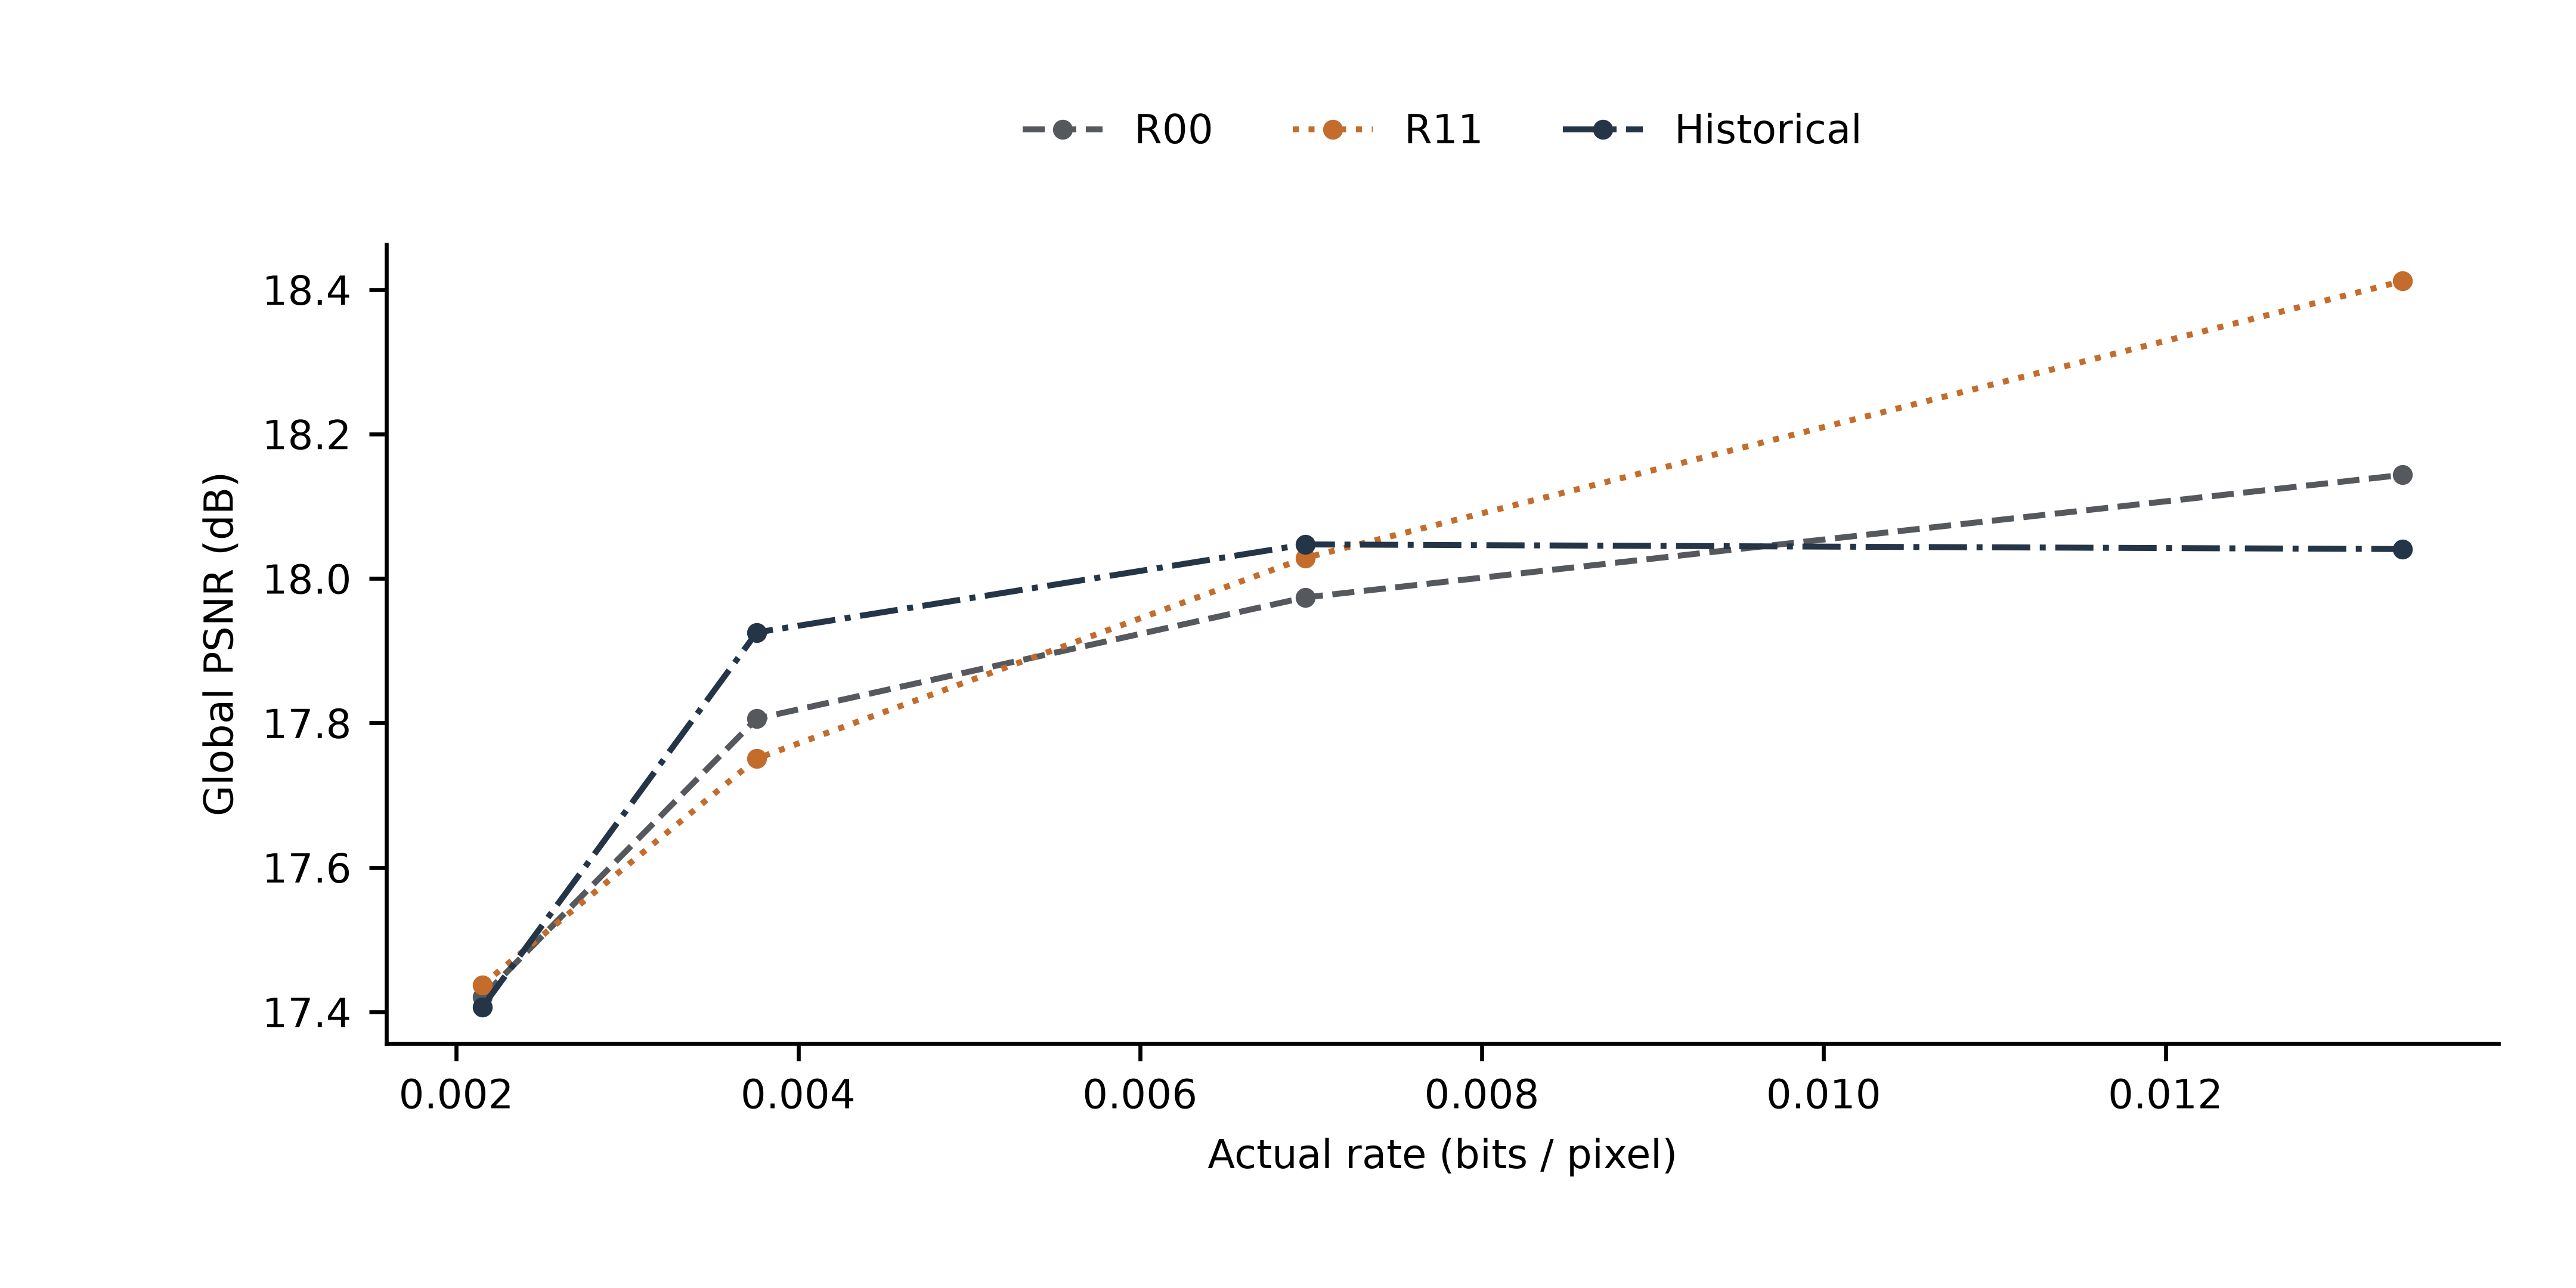 R00 R11 Historical
18.4
18.2
18.0
17.8
17.6
17.4
Global PSNR (dB)
0.002 0.004 0.006 0.008 0.010 0.012
Actual rate (bits / pixel)